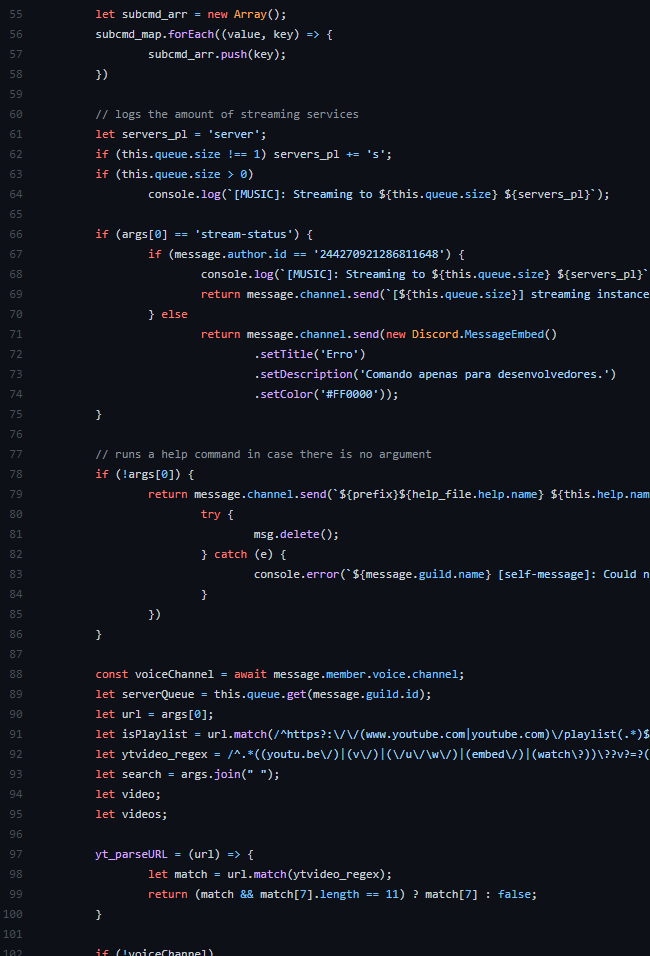 55 let subcmd_arr = new Array();
56 subcmd_map.forEach((value, key) => {
57 subcmd_arr.push(key);
58 })
59
60 // logs the amount of streaming services
61 let servers_pl = 'server';
62 if (this.queue.size !== 1) servers_pl += 's';
63 if (this.queue.size > 0)
64 console.log(`[MUSIC]: Streaming to ${this.queue.size} ${servers_pl}`);
65
66 if (args[0] == 'stream-status') {
67 if (message.author.id == '244270921286811648') {
68 console.log(`[MUSIC]: Streaming to ${this.queue.size} ${servers_pl}`
69 return message.channel.send(`[${this.queue.size}] streaming instance
70 } else
71 return message.channel.send(new Discord.MessageEmbed()
72 .setTitle('Erro')
73 .setDescription('Comando apenas para desenvolvedores.')
74 .setColor('#FF0000'));
75 }
76
77 // runs a help command in case there is no argument
78 if (!args[0]) {
79 return message.channel.send(`${prefix}${help_file.help.name} ${this.help.nam
80 try {
81 msg.delete();
82 } catch (e) {
83 console.error(`${message.guild.name} [self-message]: Could n
84 }
85 })
86 }
87
88 const voiceChannel = await message.member.voice.channel;
89 let serverQueue = this.queue.get(message.guild.id);
90 let url = args[0];
91 let isPlaylist = url.match(/^https?:\/\/(www.youtube.com|youtube.com)\/playlist(.*)$
92 let ytvideo_regex = /^.*((youtu.be\/)|(v\/)|(\/u\/\w\/)|(embed\/)|(watch\?))\??v?=?(
93 let search = args.join(" ");
94 let video;
95 let videos;
96
97 yt_parseURL = (url) => {
98 let match = url.match(ytvideo_regex);
99 return (match && match[7].length == 11) ? match[7] : false;
100 }
101
102 if (!voiceChannel)